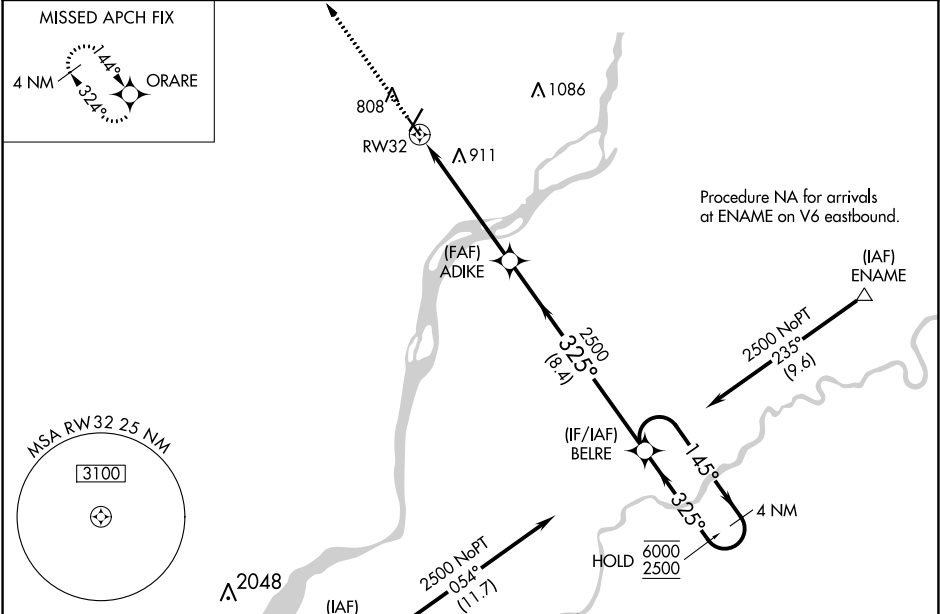 MISSED APCH FIX
144°
4 NM
ORARE
324°
808
1086
RW32
911
Procedure NA for arrivals
at ENAME on V6 eastbound.
(FAF)
ADIKE
(IAF)
ENAME
2500
325°
(8.4)
2500 NoPT
235°
(9.6)
MSA RW32 25 NM
3100
(IF/IAF)
BELRE
145°
325°
4 NM
HOLD
6000
2500
2500 NoPT
054°
(11.7)
2048
(IAF)